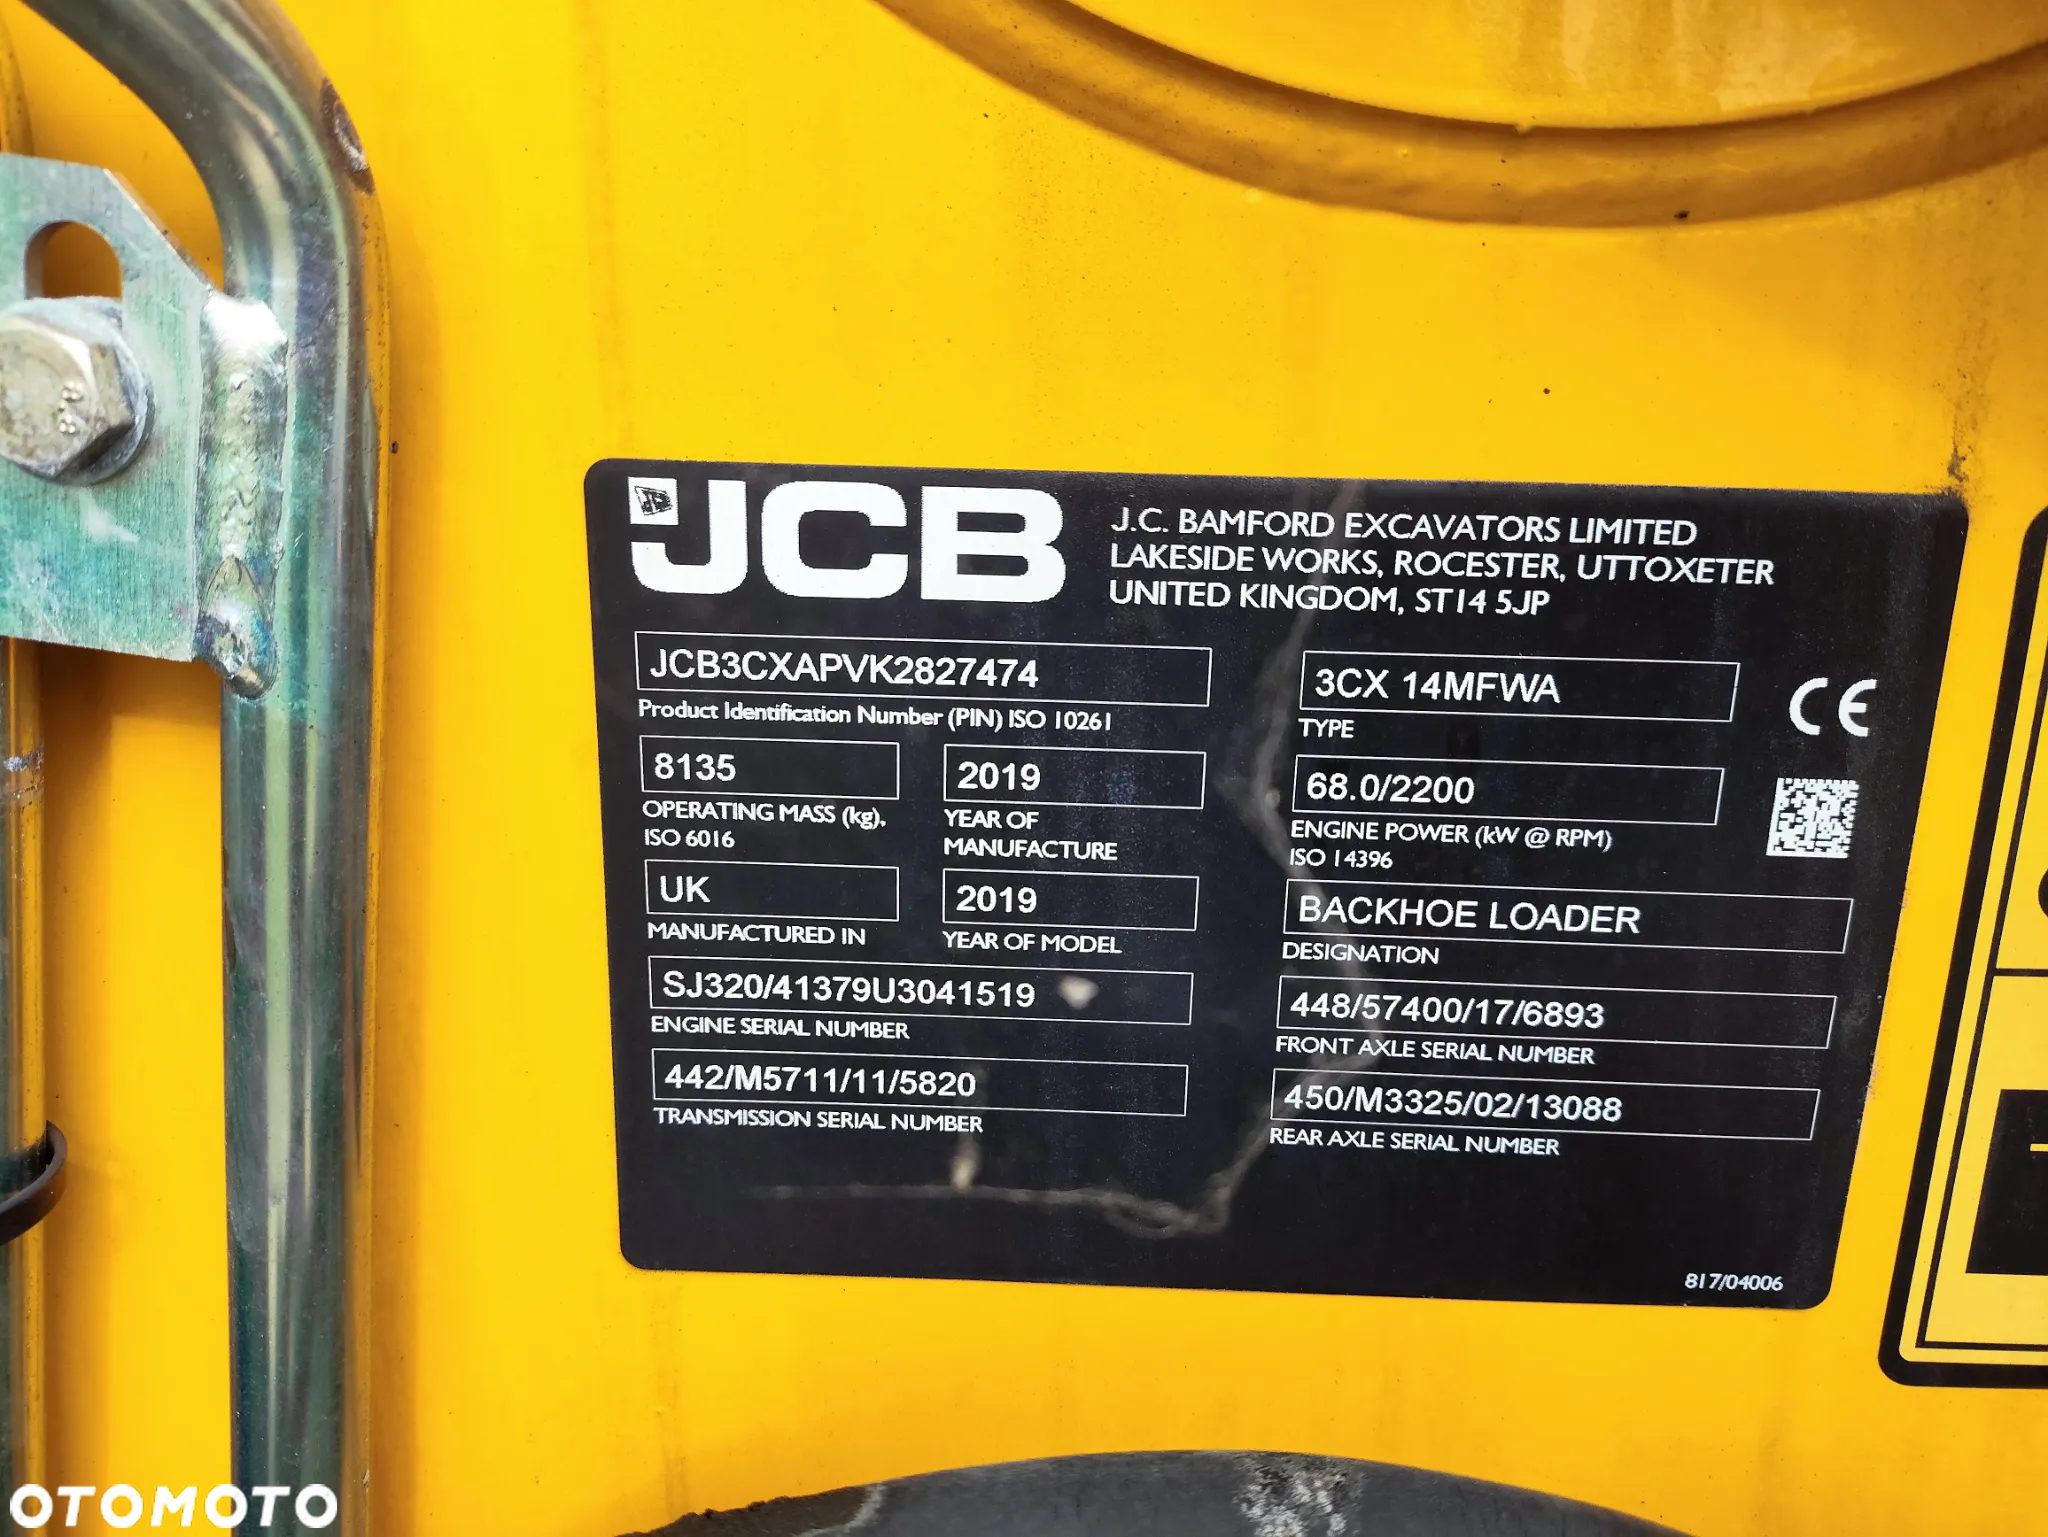 JCB
J.C. BAMFORD EXCAVATORS LIMITED
LAKESIDE WORKS, ROCESTER, UTTOXETER
UNITED KINGDOM, ST14 5JP
JCB3CXAPVK2827474
Product Identification Number (PIN) ISO 10261
3CX 14MFWA
TYPE
CE
8135
OPERATING MASS (kg),
ISO 6016
2019
YEAR OF
MANUFACTURE
68.0/2200
ENGINE POWER (kW @ RPM)
ISO 14396
UK
MANUFACTURED IN
2019
YEAR OF MODEL
BACKHOE LOADER
DESIGNATION
SJ320/41379U3041519
ENGINE SERIAL NUMBER
448/57400/17/6893
FRONT AXLE SERIAL NUMBER
442/M5711/11/5820
TRANSMISSION SERIAL NUMBER
450/M3325/02/13088
REAR AXLE SERIAL NUMBER
817/04006
OTOMOTO